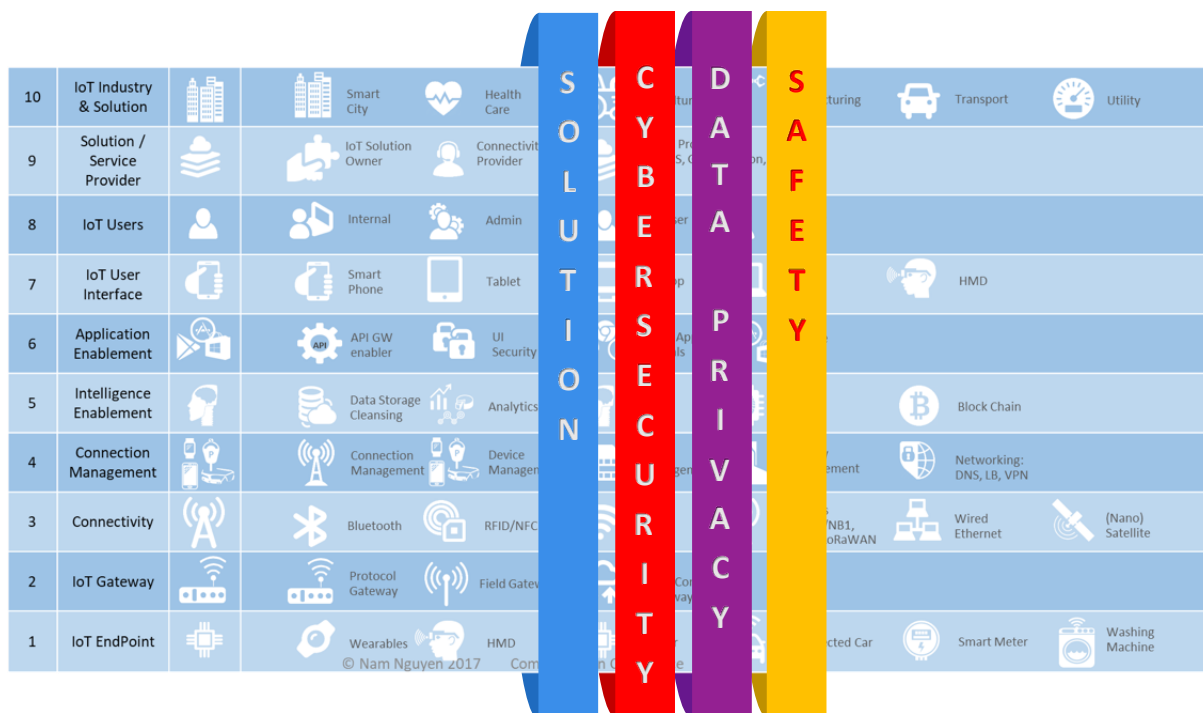 SOLUTION
CYBERSECURITY
DATA PRIVACY
SAFETY
10
IoT Industry
& Solution
Smart
City
Health
Care
Transport
Utility
9
Solution /
Service
Provider
IoT Solution
Owner
Provider
8
IoT Users
Internal
Admin
7
IoT User
Interface
Smart
Phone
Tablet
HMD
6
Application
Enablement
API
API GW
enabler
UI
Security
5
Intelligence
Enablement
Data Storage
Cleansing
Analytics
Block Chain
4
Connection
Management
Connection
Management
Device
Networking:
DNS, LB, VPN
3
Connectivity
Bluetooth
RFID/NFC
Wired
Ethernet
(Nano)
Satellite
2
IoT Gateway
Protocol
Gateway
Field
1
IoT EndPoint
Wearables
HMD
Car
Smart Meter
Washing
Machine
© Nam Nguyen 2017